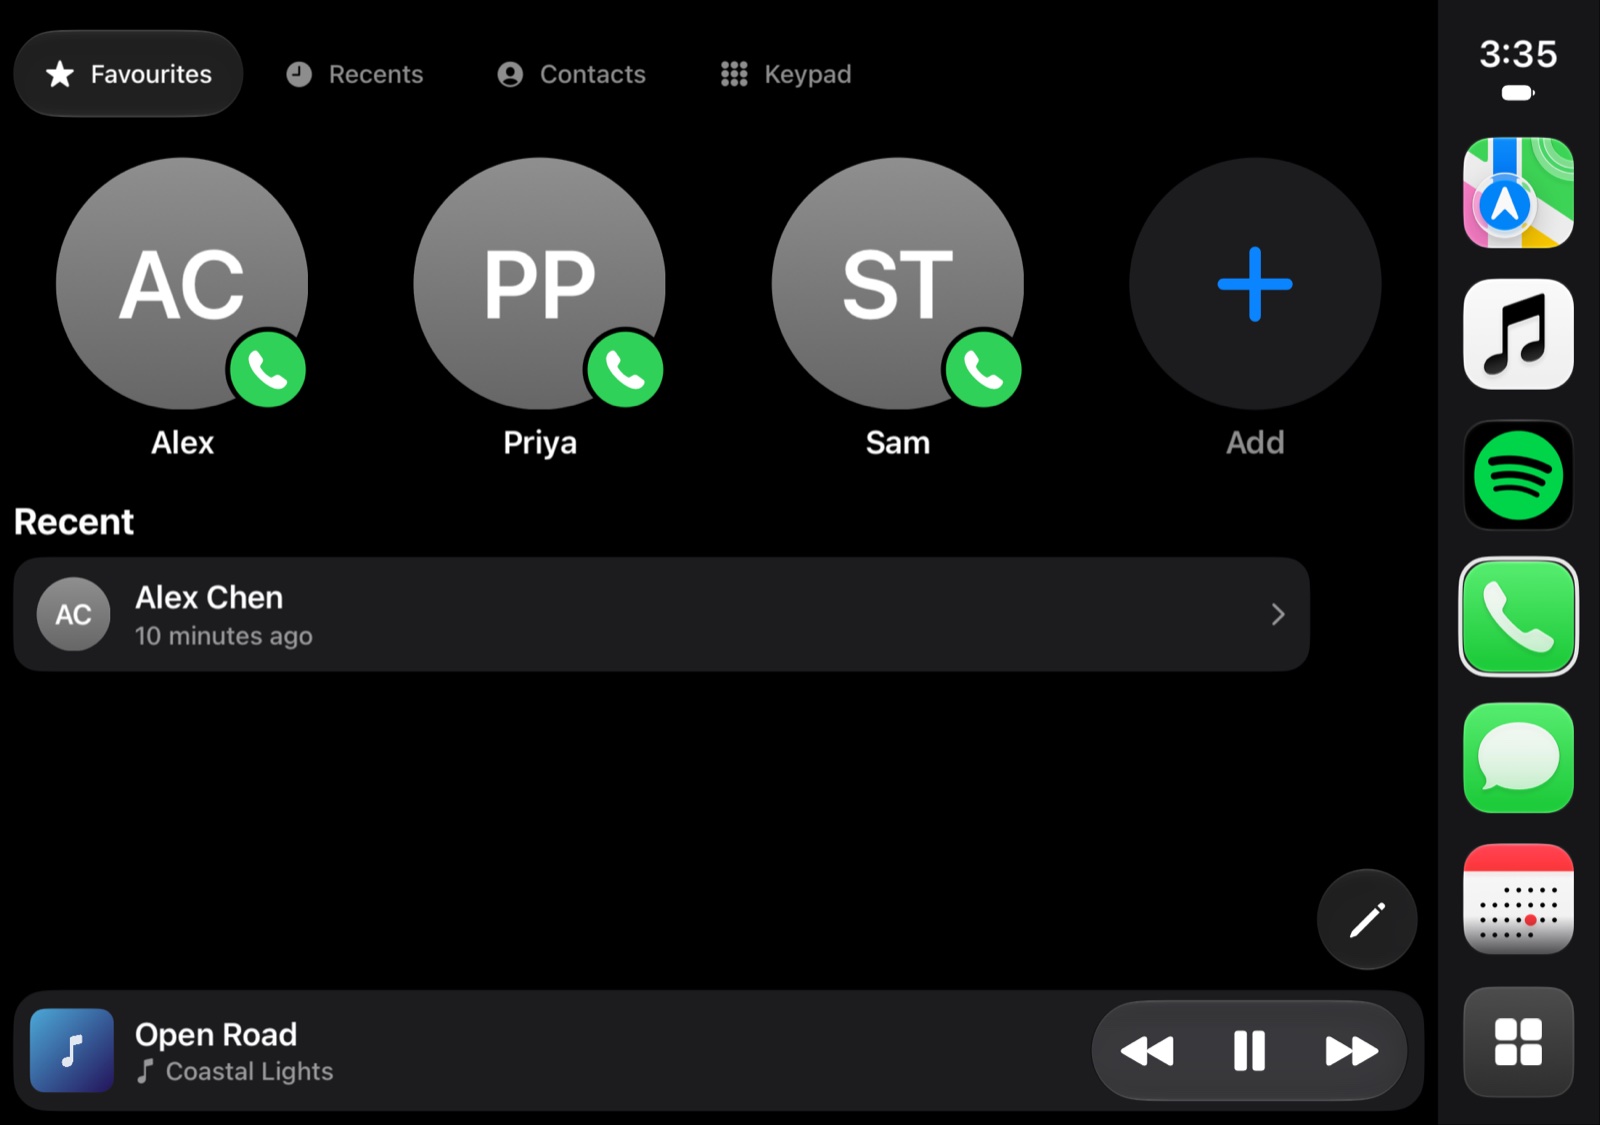 Favourites
Recents
Contacts
Keypad
3:35
AC
PP
ST
Alex
Priya
Sam
Add
Recent
AC
Alex Chen
10 minutes ago
Open Road
Coastal Lights